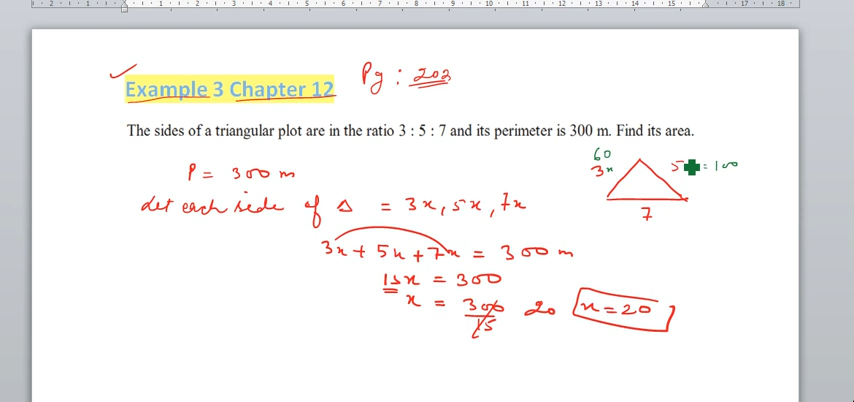 Example 3 Chapter 12 Pg : 202
The sides of a triangular plot are in the ratio 3 : 5 : 7 and its perimeter is 300 m. Find its area.
60
3x 5 = 100
7
P = 300 m
Let each side of Δ = 3x, 5x, 7x
3x + 5x + 7x = 300 m
15x = 300
x = 300/15 20 x = 20